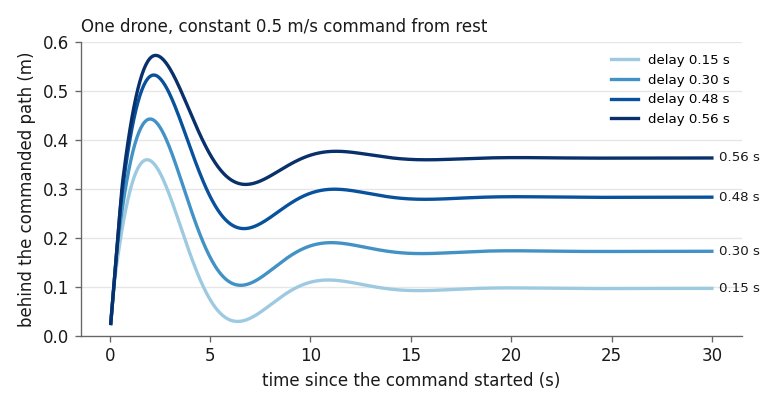 One drone, constant 0.5 m/s command from rest
behind the commanded path (m)
0.6
0.5
0.4
0.3
0.2
0.1
0.0
delay 0.15 s
delay 0.30 s
delay 0.48 s
delay 0.56 s
0.56 s
0.48 s
0.30 s
0.15 s
0 5 10 15 20 25 30
time since the command started (s)